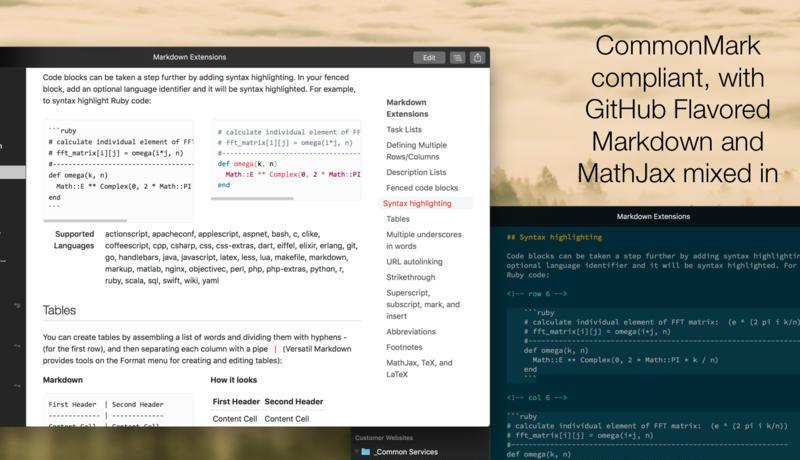 Markdown Extensions
Edit
Code blocks can be taken a step further by adding syntax highlighting. In your fenced
block, add an optional language identifier and it will be syntax highlighted. For example,
to syntax highlight Ruby code:
```ruby
# calculate individual element of FF
# fft_matrix[i][j] = omega(i*j, n)
#-----------------------------------
def omega(k, n)
Math::E ** Complex(0, 2 * Math::PI
end
```
# calculate individual element of FF
# fft_matrix[i][j] = omega(i*j, n)
#-----------------------------------
def omega(k, n)
Math::E ** Complex(0, 2 * Math::PI
end
Supported
Languages
actionscript, apacheconf, applescript, aspnet, bash, c, clike,
coffeescript, cpp, csharp, css, css-extras, dart, eiffel, elixir, erlang, git,
go, handlebars, java, javascript, latex, less, lua, makefile, markdown,
markup, matlab, nginx, objectivec, perl, php, php-extras, python, r,
ruby, scala, sql, swift, wiki, yaml
Tables
You can create tables by assembling a list of words and dividing them with hyphens -
(for the first row), and then separating each column with a pipe | (Versatil Markdown
provides tools on the Format menu for creating and editing tables):
Markdown
How it looks
First Header | Second Header
------------- | -------------
Content Cell | Content Cell
First Header Second Header
Content Cell Content Cell
Markdown
Extensions
Task Lists
Defining Multiple
Rows/Columns
Description Lists
Fenced code blocks
Syntax highlighting
Tables
Multiple underscores
in words
URL autolinking
Strikethrough
Superscript,
subscript, mark, and
insert
Abbreviations
Footnotes
MathJax, TeX, and
LaTeX
CommonMark
compliant, with
GitHub Flavored
Markdown and
MathJax mixed in
Markdown Extensions
## Syntax highlighting
Code blocks can be taken a step further by adding syntax highlightin
optional language identifier and it will be syntax highlighted. For
Ruby code:
<!-- row 6 -->
```ruby
# calculate individual element of FFT matrix: (e ^ (2 pi i k/n)
# fft_matrix[i][j] = omega(i*j, n)
#-----------------------------------
def omega(k, n)
Math::E ** Complex(0, 2 * Math::PI * k / n)
end
```
<!-- col 6 -->
```ruby
# calculate individual element of FFT matrix: (e ^ (2 pi i k/n))
# fft_matrix[i][j] = omega(i*j, n)
#-----------------------------------
def omega(k, n)
Customer Websites
_Common Services